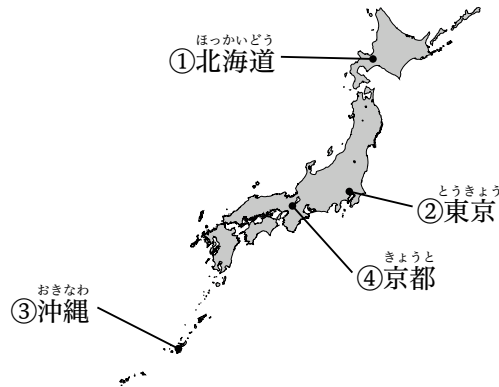 ほっかいどう
①北海道
とうきょう
②東京
きょうと
④京都
おきなわ
③沖縄